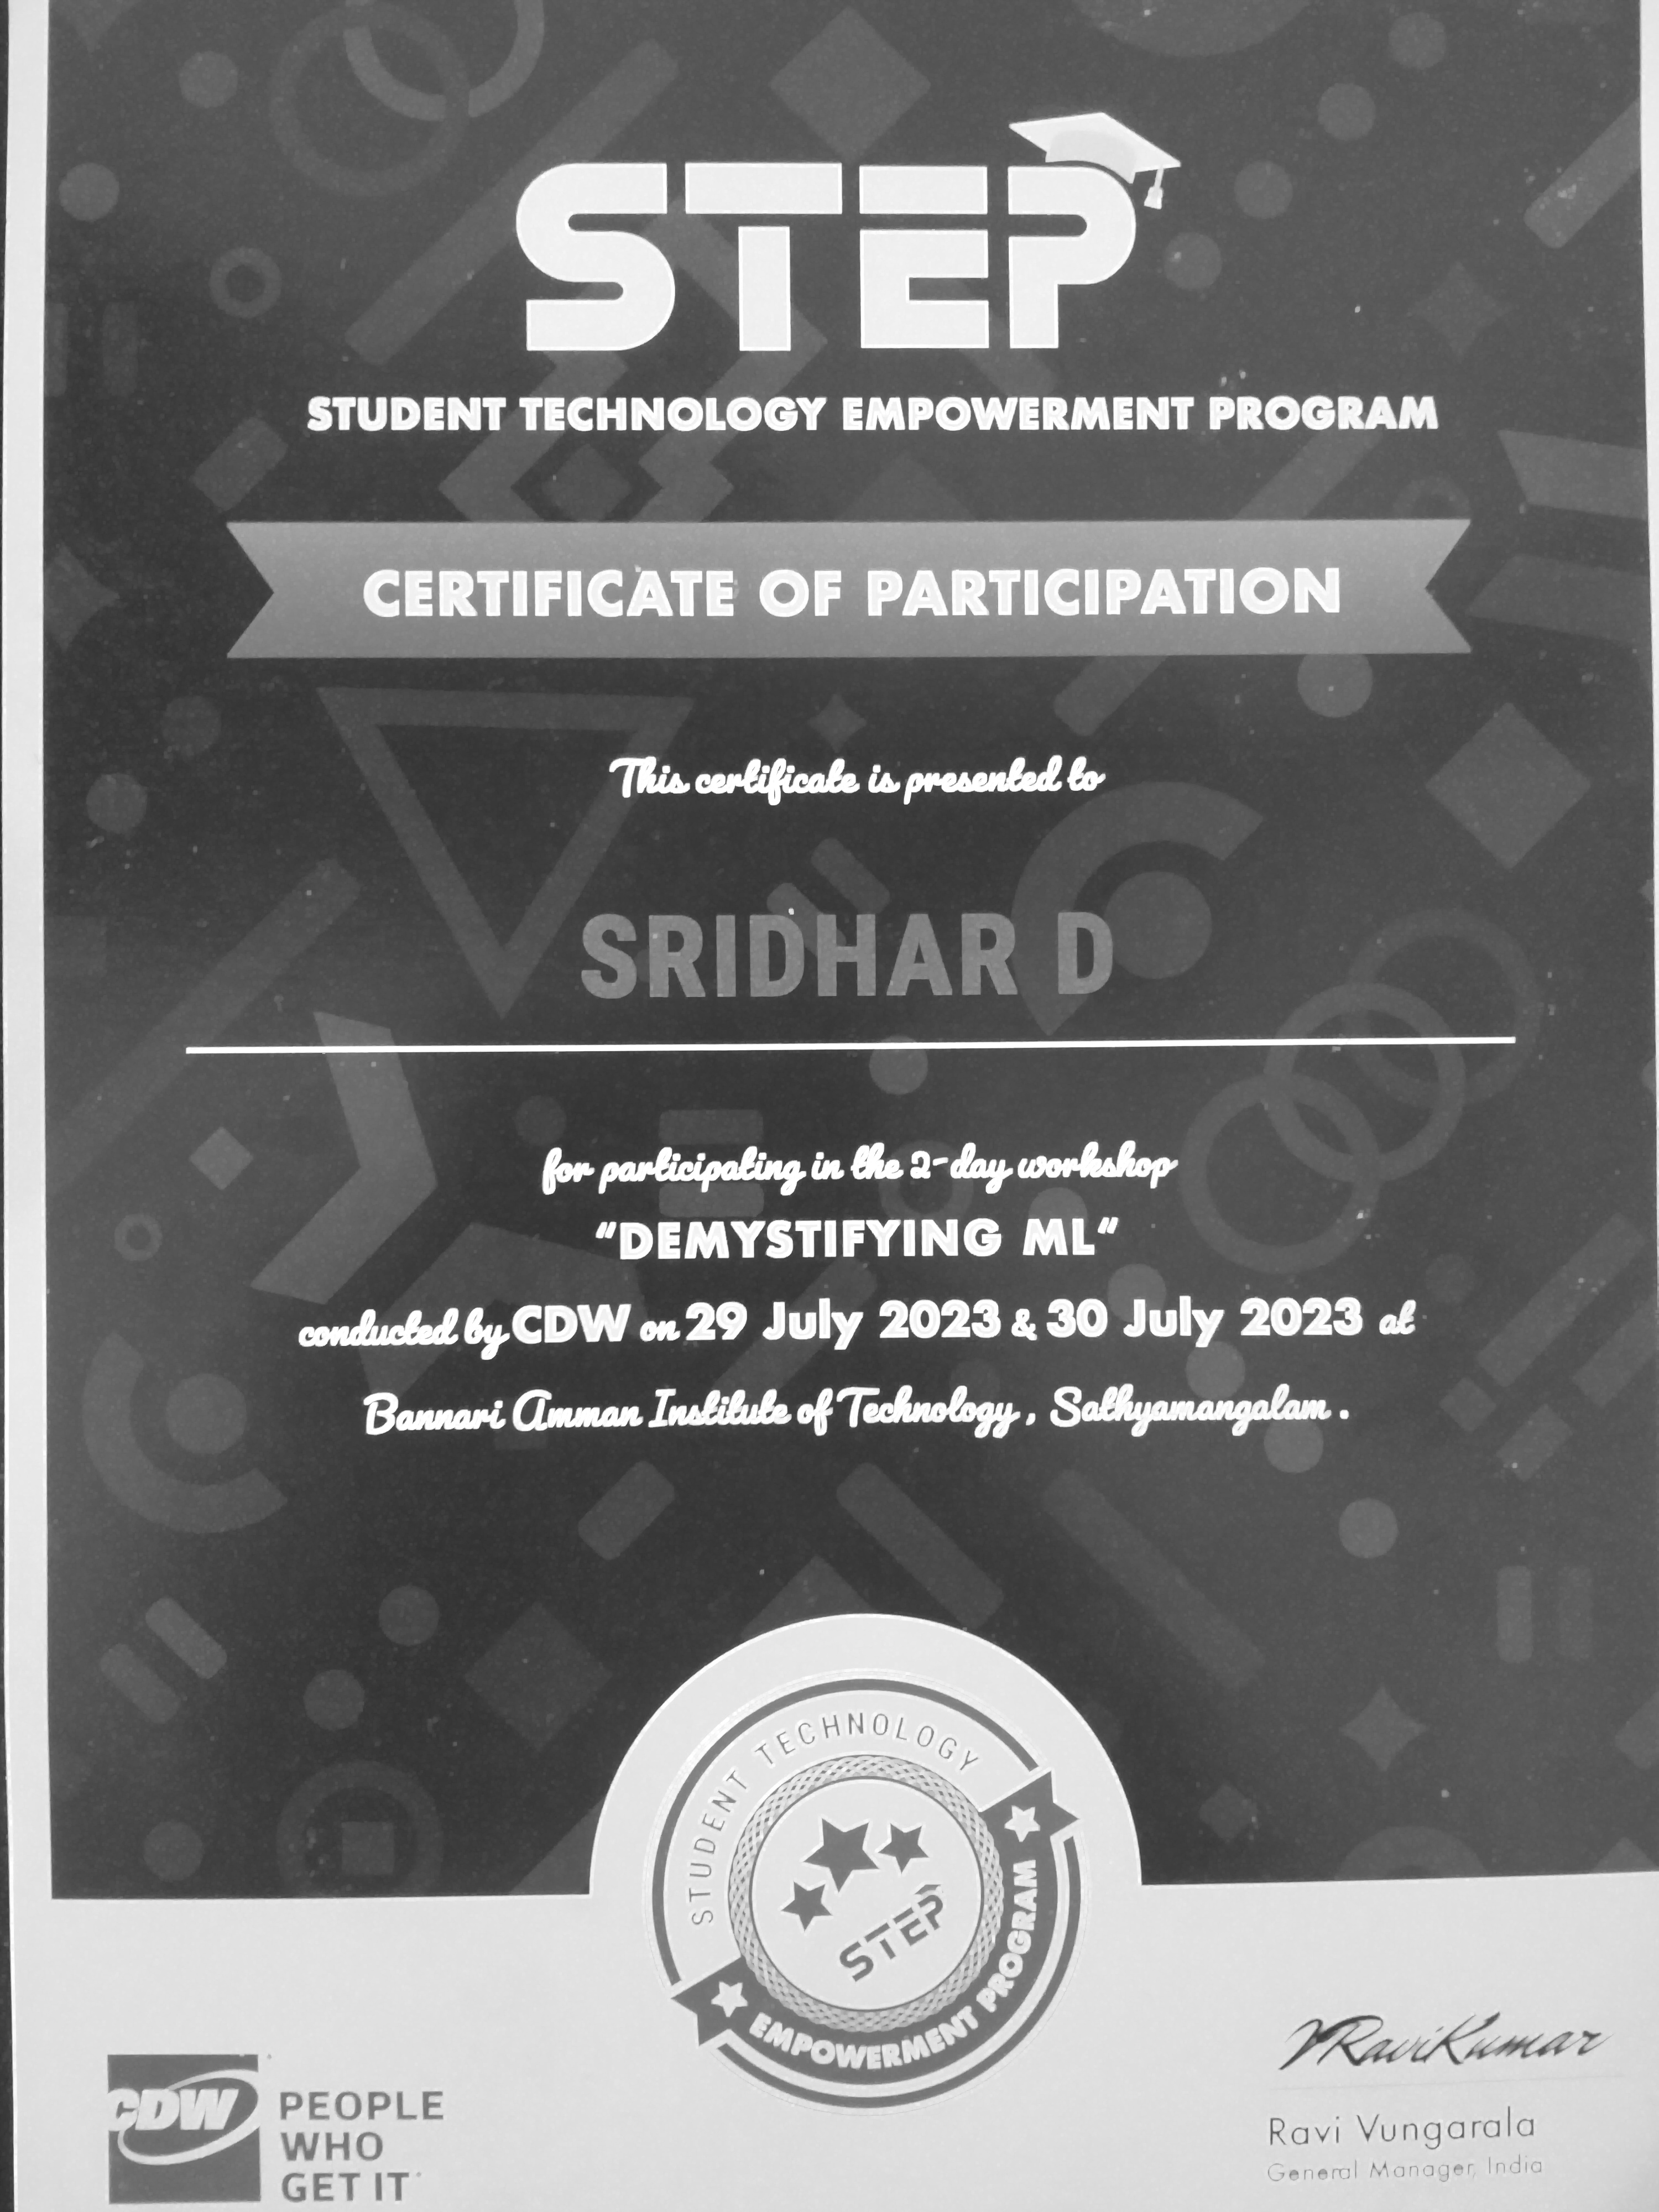 STEP
STUDENT TECHNOLOGY EMPOWERMENT PROGRAM
CERTIFICATE OF PARTICIPATION
This certificate is presented to
SRIDHAR D
for participating in the 2-day workshop
"DEMYSTIFYING ML"
conducted by CDW on 29 July 2023 & 30 July 2023 at
Bannari Amman Institute of Technology, Sathyamangalam.
STUDENT TECHNOLOGY
STEP
EMPOWERMENT PROGRAM
CDW
PEOPLE
WHO
GET IT
VRaviKumar
Ravi Vungarala
General Manager, India